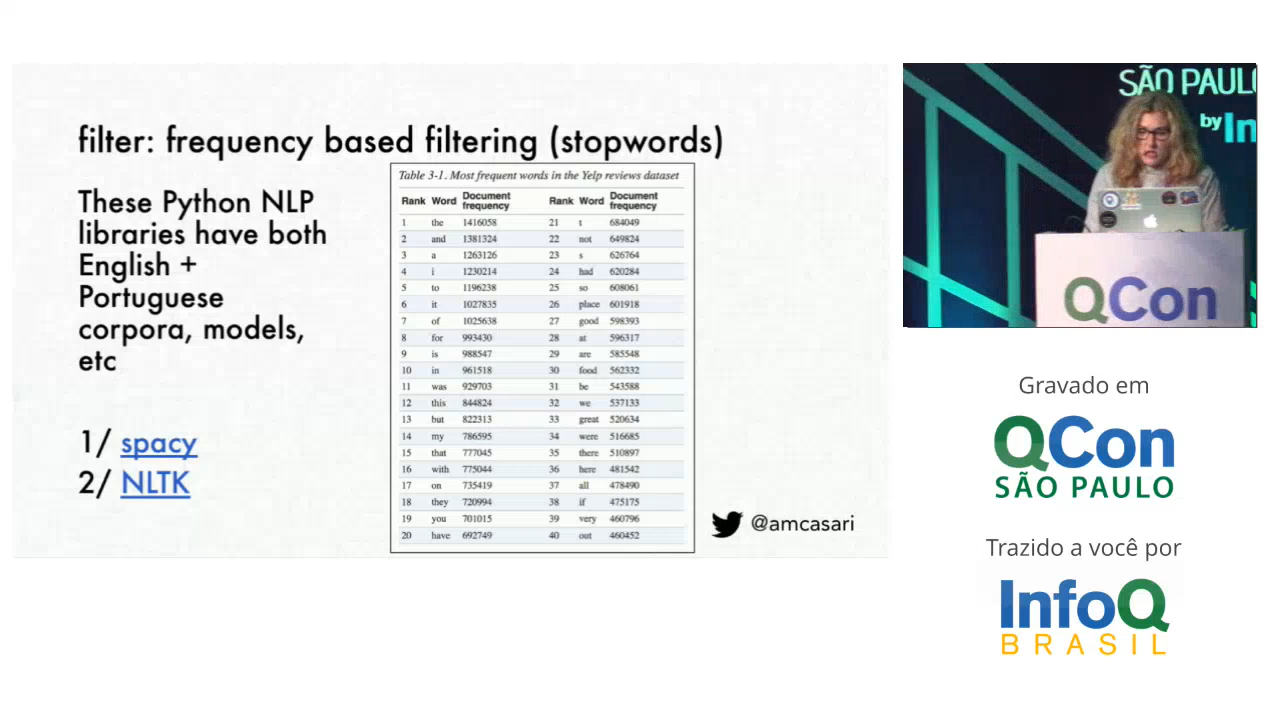 filter: frequency based filtering (stopwords)
These Python NLP
libraries have both
English +
Portuguese
corpora, models,
etc
1/ spacy
2/ NLTK
Table 3-1. Most frequent words in the Yelp reviews dataset
Rank Word Document frequency Rank Word Document frequency
1 the 1416058 21 t 684049
2 and 1381324 22 not 649824
3 a 1263126 23 s 626764
4 i 1230214 24 had 620284
5 to 1196238 25 so 608061
6 it 1027835 26 place 601918
7 of 1025638 27 good 598393
8 for 993430 28 at 596317
9 is 988547 29 are 585548
10 in 961518 30 food 562332
11 was 929703 31 be 543588
12 this 844824 32 we 537133
13 but 822313 33 great 520634
14 my 786595 34 were 516685
15 that 777045 35 there 510897
16 with 775044 36 here 481542
17 on 735419 37 all 478490
18 they 720994 38 if 475175
19 you 701015 39 very 460796
20 have 692749 40 out 460452
@amcasari
SÃO PAUL
by In
QCon
Gravado em
QCon
SÃO PAULO
Trazido a você por
InfoQ
BRASIL